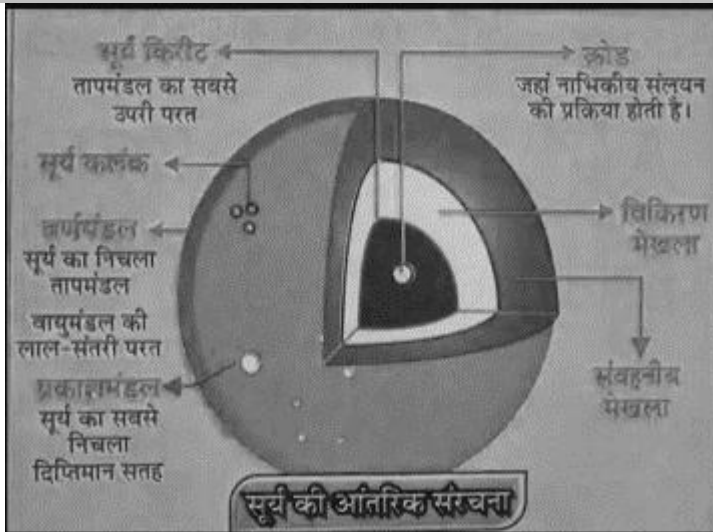 सूर्य किरीट
तापमंडल का सबसे
उपरी परत
क्रोड
जहां नाभिकीय संलयन
की प्रक्रिया होती है।
सूर्य कलंक
वर्णमंडल
सूर्य का निचला
तापमंडल
वायुमंडल की
लाल-संतरी परत
प्रकाशमंडल
सूर्य का सबसे
निचला
दिप्तिमान सतह
विकिरण
मेखला
संवहनीय
मेखला
सूर्य की आंतरिक संरचना